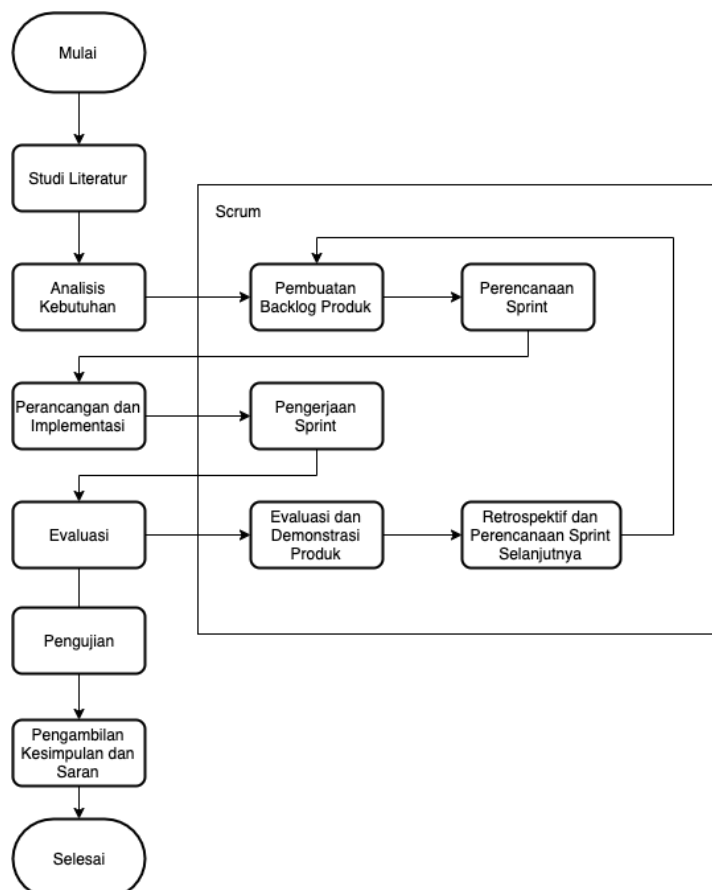 Mulai
Studi Literatur
Scrum
Analisis
Kebutuhan
Pembuatan
Backlog Produk
Perencanaan
Sprint
Perancangan dan
Implementasi
Pengerjaan
Sprint
Evaluasi
Evaluasi dan
Demonstrasi
Produk
Retrospektif dan
Perencanaan Sprint
Selanjutnya
Pengujian
Pengambilan
Kesimpulan dan
Saran
Selesai